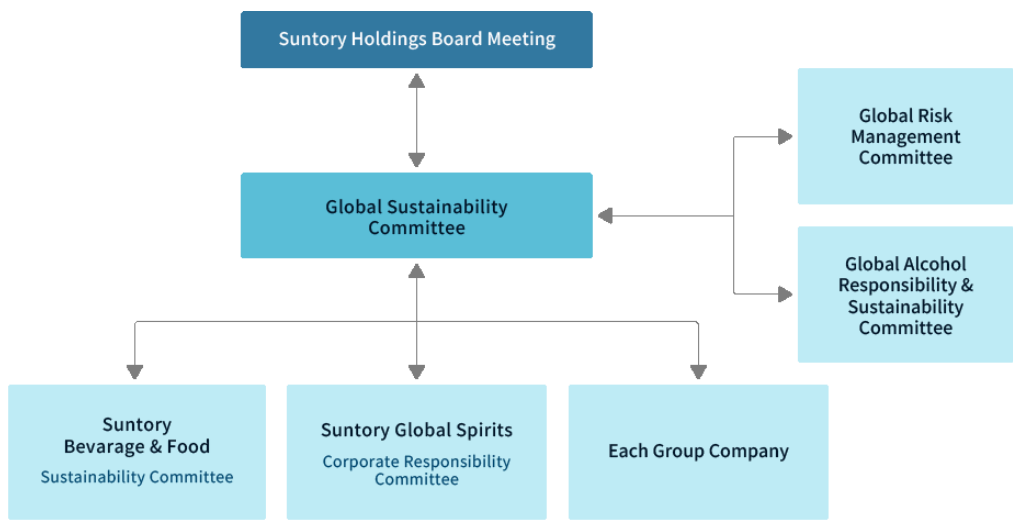 Suntory Holdings Board Meeting
Global Risk
Management
Committee
Global Sustainability
Committee
Global Alcohol
Responsibility &
Sustainability
Committee
Suntory
Bevarage & Food
Sustainability Committee
Suntory Global Spirits
Corporate Responsibility
Committee
Each Group Company